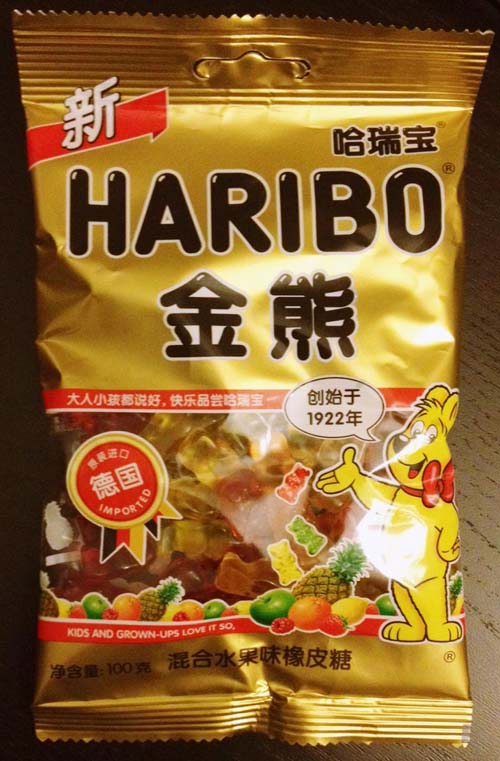 新
哈瑞宝®
HARIBO®
金熊
大人小孩都说好，快乐品尝哈瑞宝
创始于
1922年
原装进口
德国
IMPORTED
KIDS AND GROWN-UPS LOVE IT SO,
净含量:100克
混合水果味橡皮糖
®